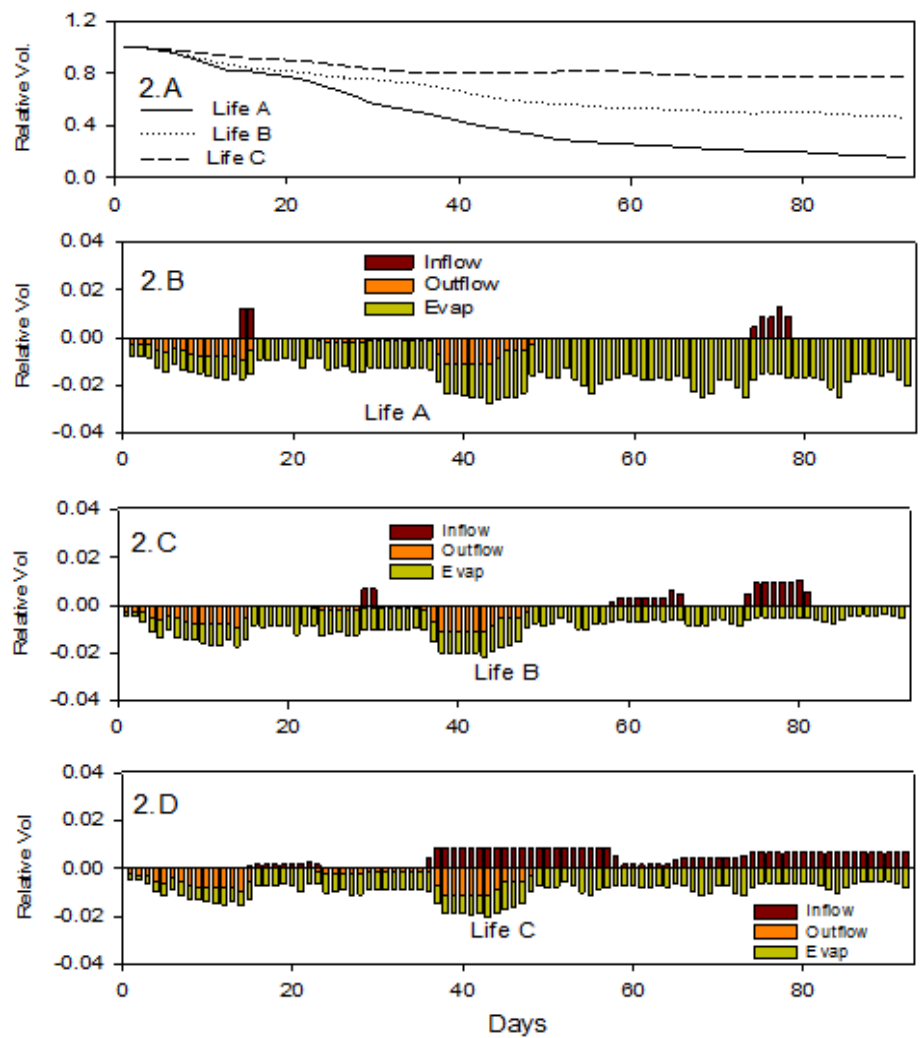 1.2
0.8
0.4
0.0
Relative Vol.
2.A
Life A
Life B
Life C
0 20 40 60 80
0.04
0.02
0.00
-0.02
-0.04
Relative Vol
2.B
Inflow
Outflow
Evap
Life A
0 20 40 60 80
0.04
0.02
0.00
-0.02
-0.04
Relative Vol
2.C
Inflow
Outflow
Evap
Life B
0 20 40 60 80
0.04
0.02
0.00
-0.02
-0.04
Relative Vol
2.D
Life C
Inflow
Outflow
Evap
0 20 40 60 80
Days